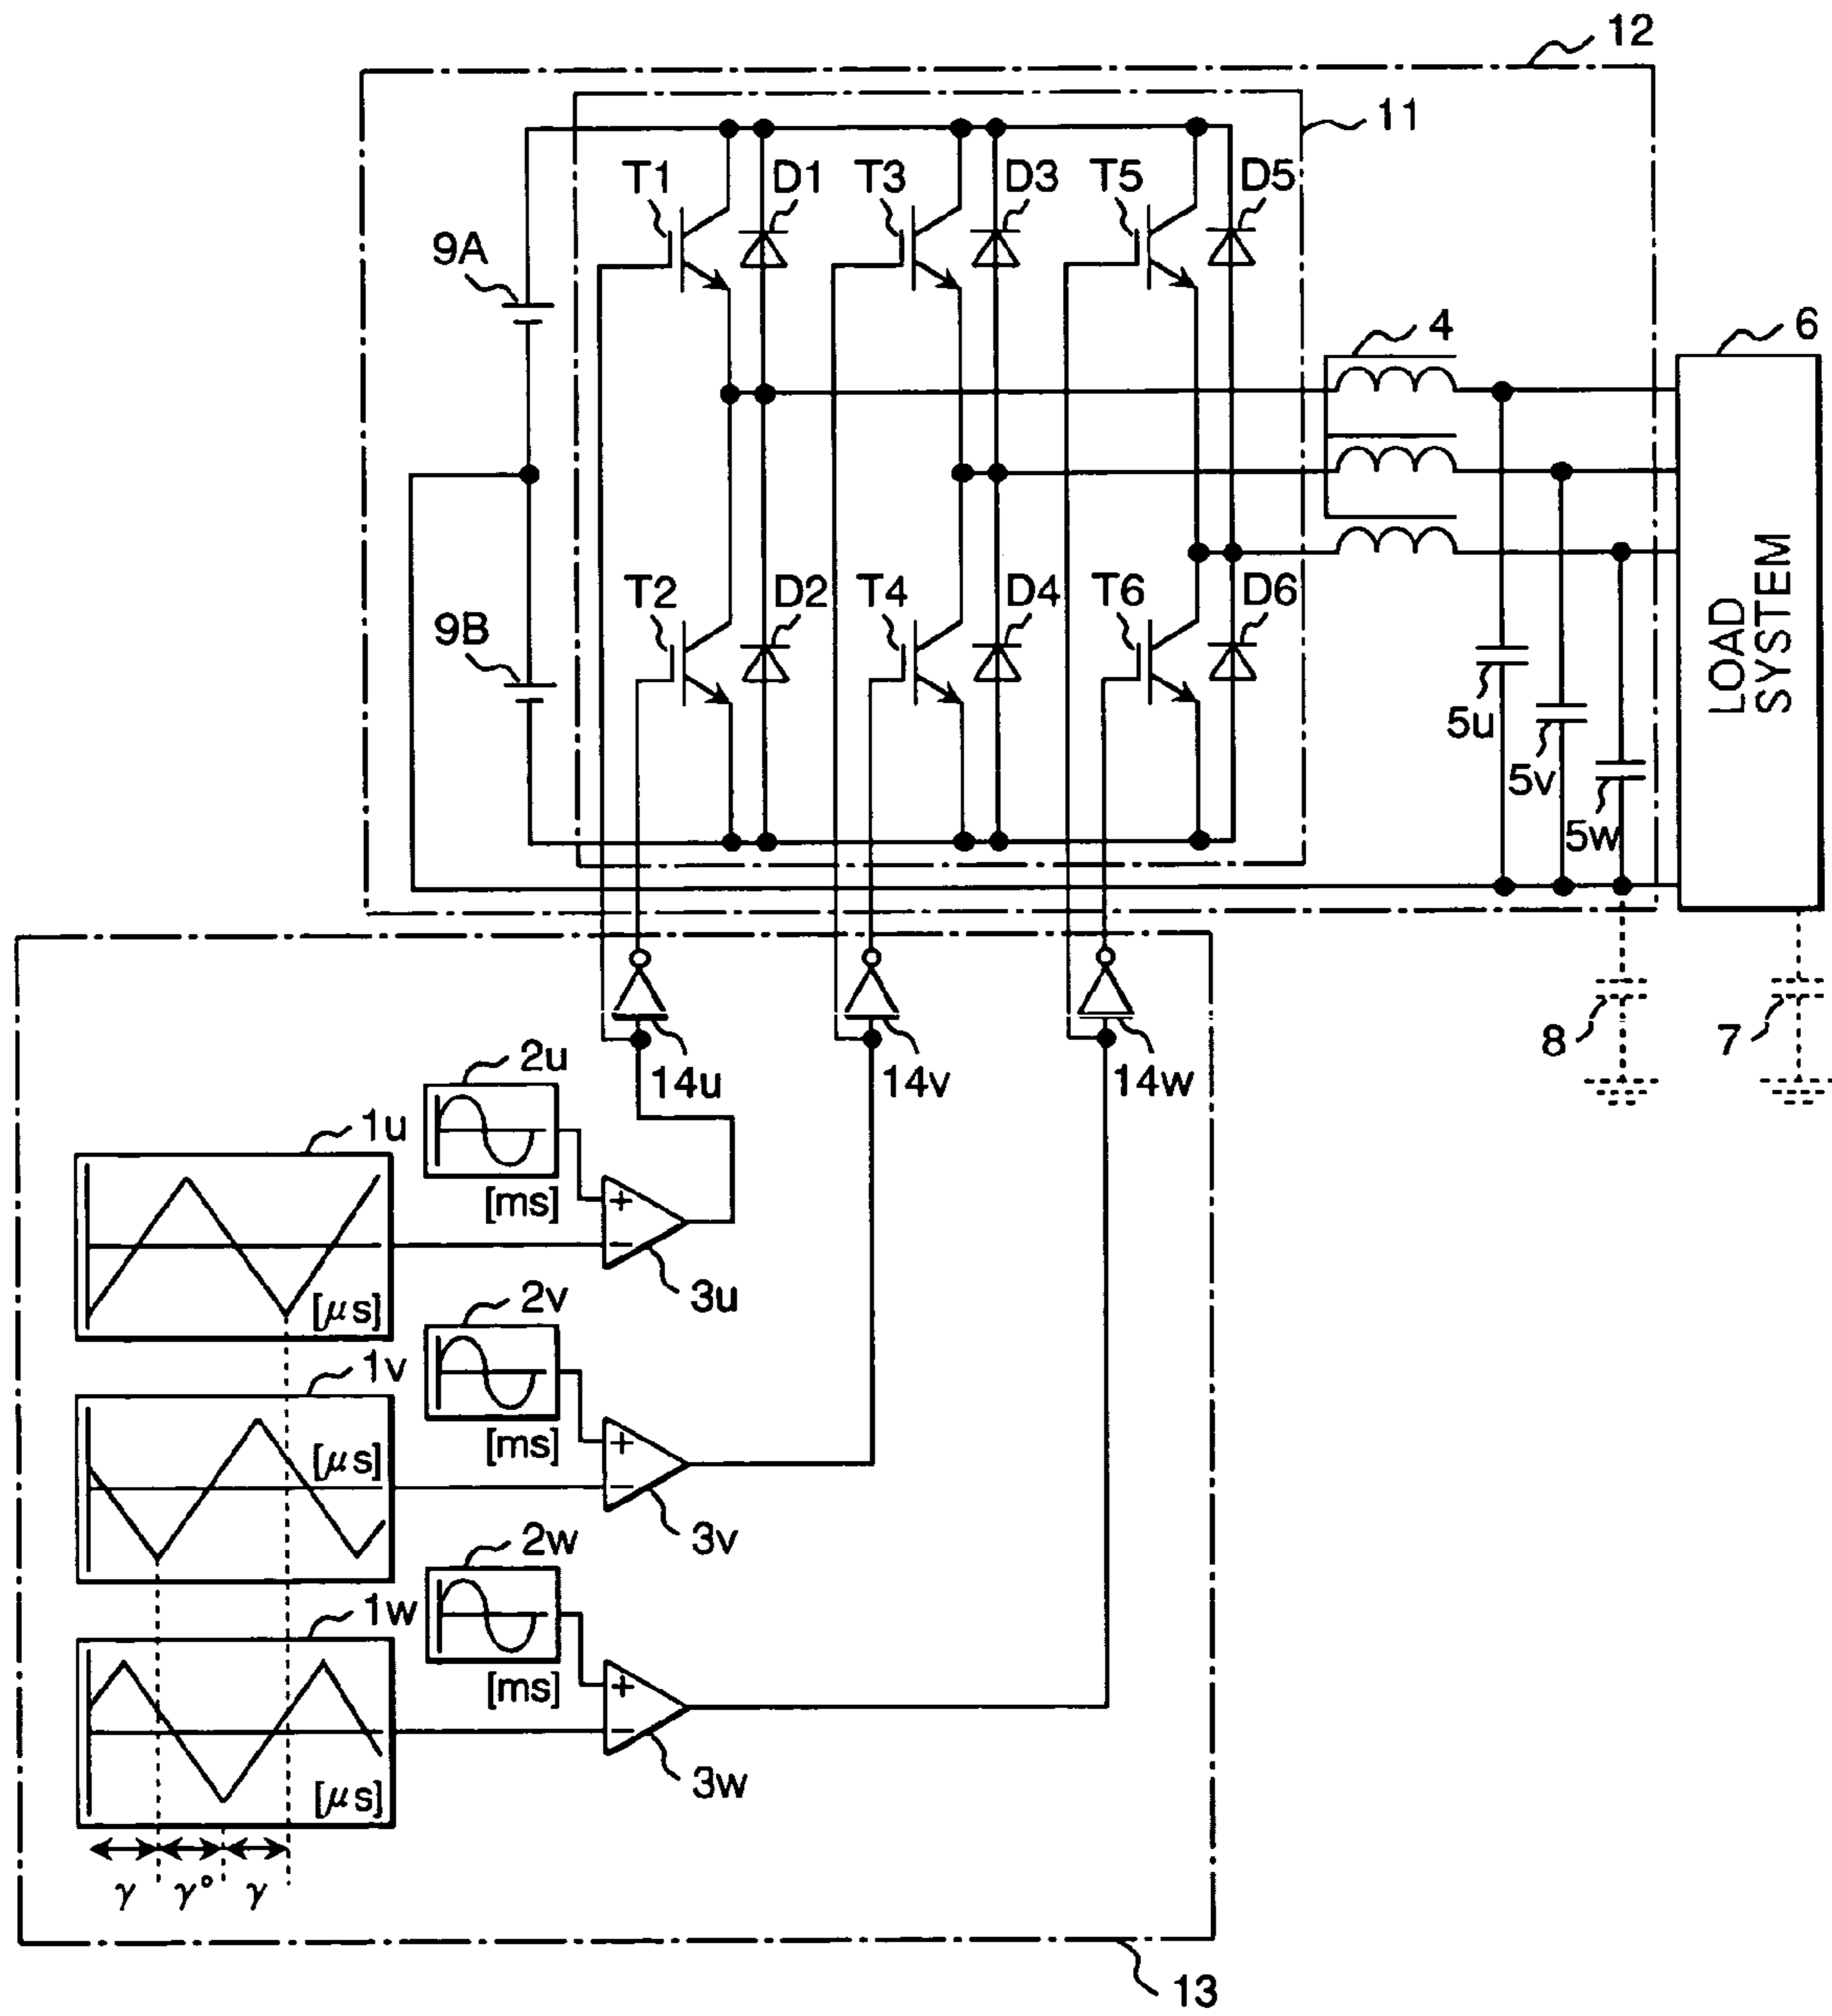 12
11
T1
D1
T3
D3
T5
D5
9A
4
6
T2
D2
T4
D4
T6
D6
9B
LOAD
SYSTEM
5u
5v
5w
14u
14v
14w
8
7
2u
1u
[ms]
3u
[μs]
2v
1v
[μs]
[ms]
3v
2w
1w
[ms]
3w
[μs]
γ γ° γ
13
+
−
+
−
+
−